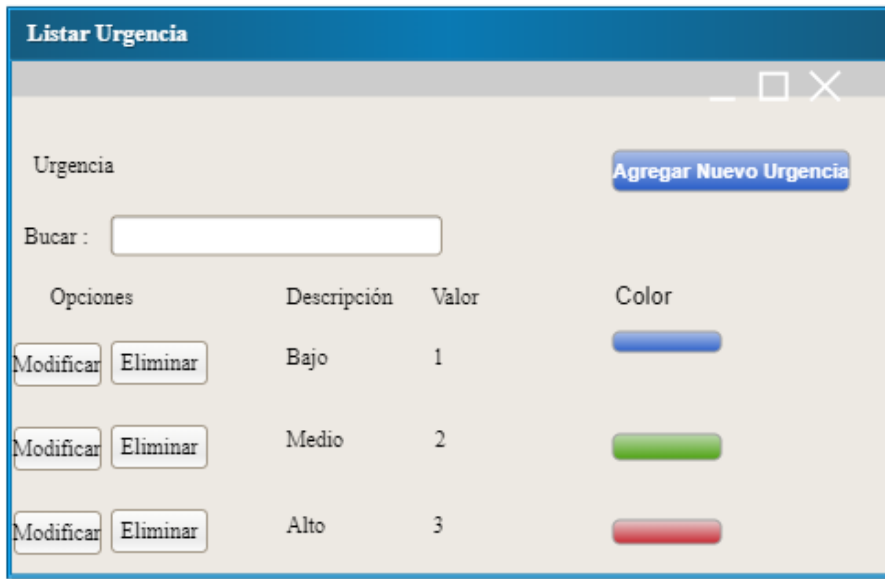 Listar Urgencia
Urgencia
Agregar Nuevo Urgencia
Bucar :
Opciones Descripción Valor Color
Modificar Eliminar Bajo 1
Modificar Eliminar Medio 2
Modificar Eliminar Alto 3